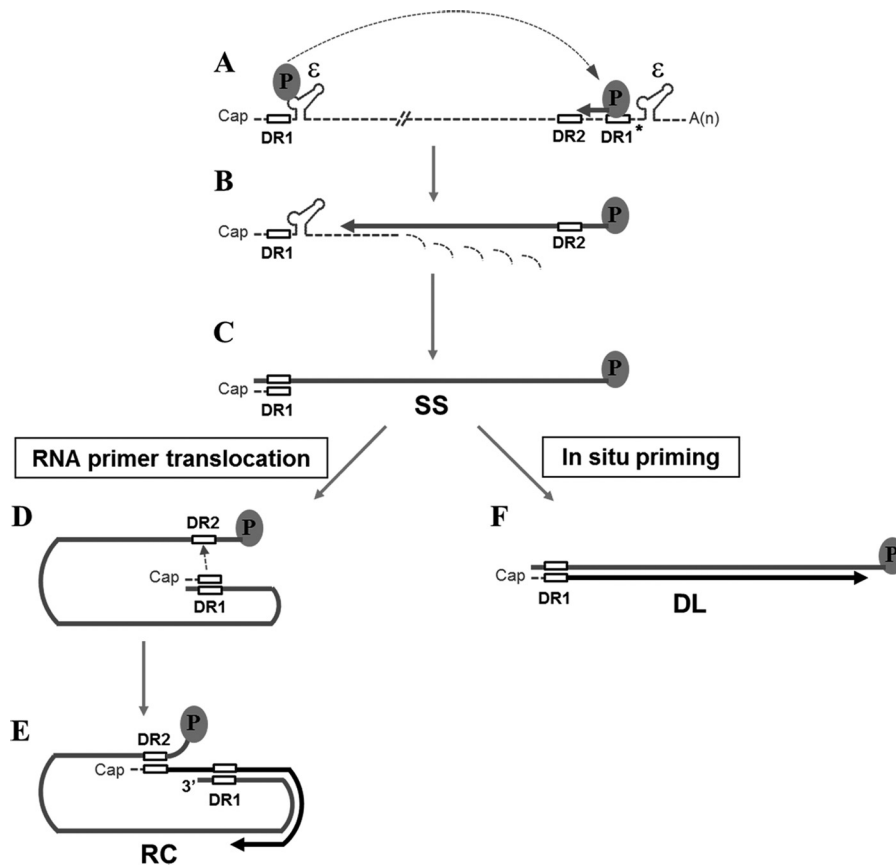 A
P
ε
P
ε
Cap
DR1
DR2
DR1
*
A(n)
B
P
Cap
DR1
DR2
C
P
Cap
DR1
SS
RNA primer translocation
In situ priming
D
DR2
P
Cap
DR1
F
P
Cap
DR1
DL
E
P
DR2
Cap
3'
DR1
RC